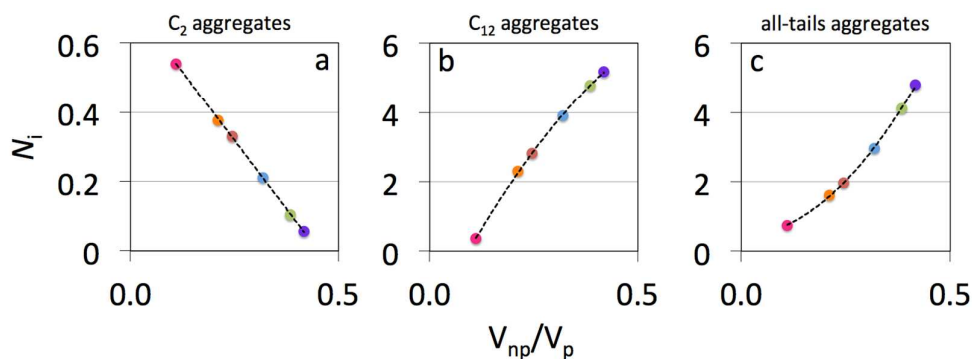 C₂ aggregates
C₁₂ aggregates
all-tails aggregates
Nᵢ
0.6
0.4
0.2
0
a
0.0
0.5
6
4
2
0
b
0.0
0.5
6
4
2
0
c
0.0
0.5
Vₙₚ/Vₚ